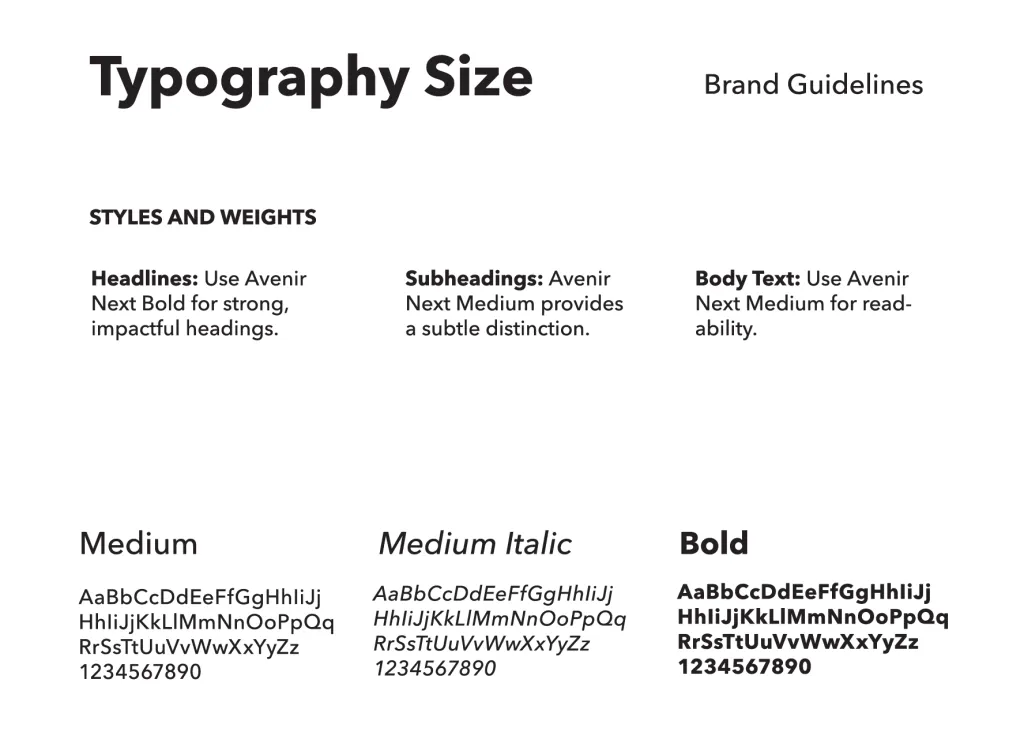 Typography Size
Brand Guidelines
STYLES AND WEIGHTS
Headlines: Use Avenir
Next Bold for strong,
impactful headings.
Subheadings: Avenir
Next Medium provides
a subtle distinction.
Body Text: Use Avenir
Next Medium for read-
ability.
Medium
AaBbCcDdEeFfGgHhIiJj
HhIiJjKkLlMmNnOoPpQq
RrSsTtUuVvWwXxYyZz
1234567890
Medium Italic
AaBbCcDdEeFfGgHhIiJj
HhIiJjKkLlMmNnOoPpQq
RrSsTtUuVvWwXxYyZz
1234567890
Bold
AaBbCcDdEeFfGgHhIiJj
HhIiJjKkLlMmNnOoPpQq
RrSsTtUuVvWwXxYyZz
1234567890